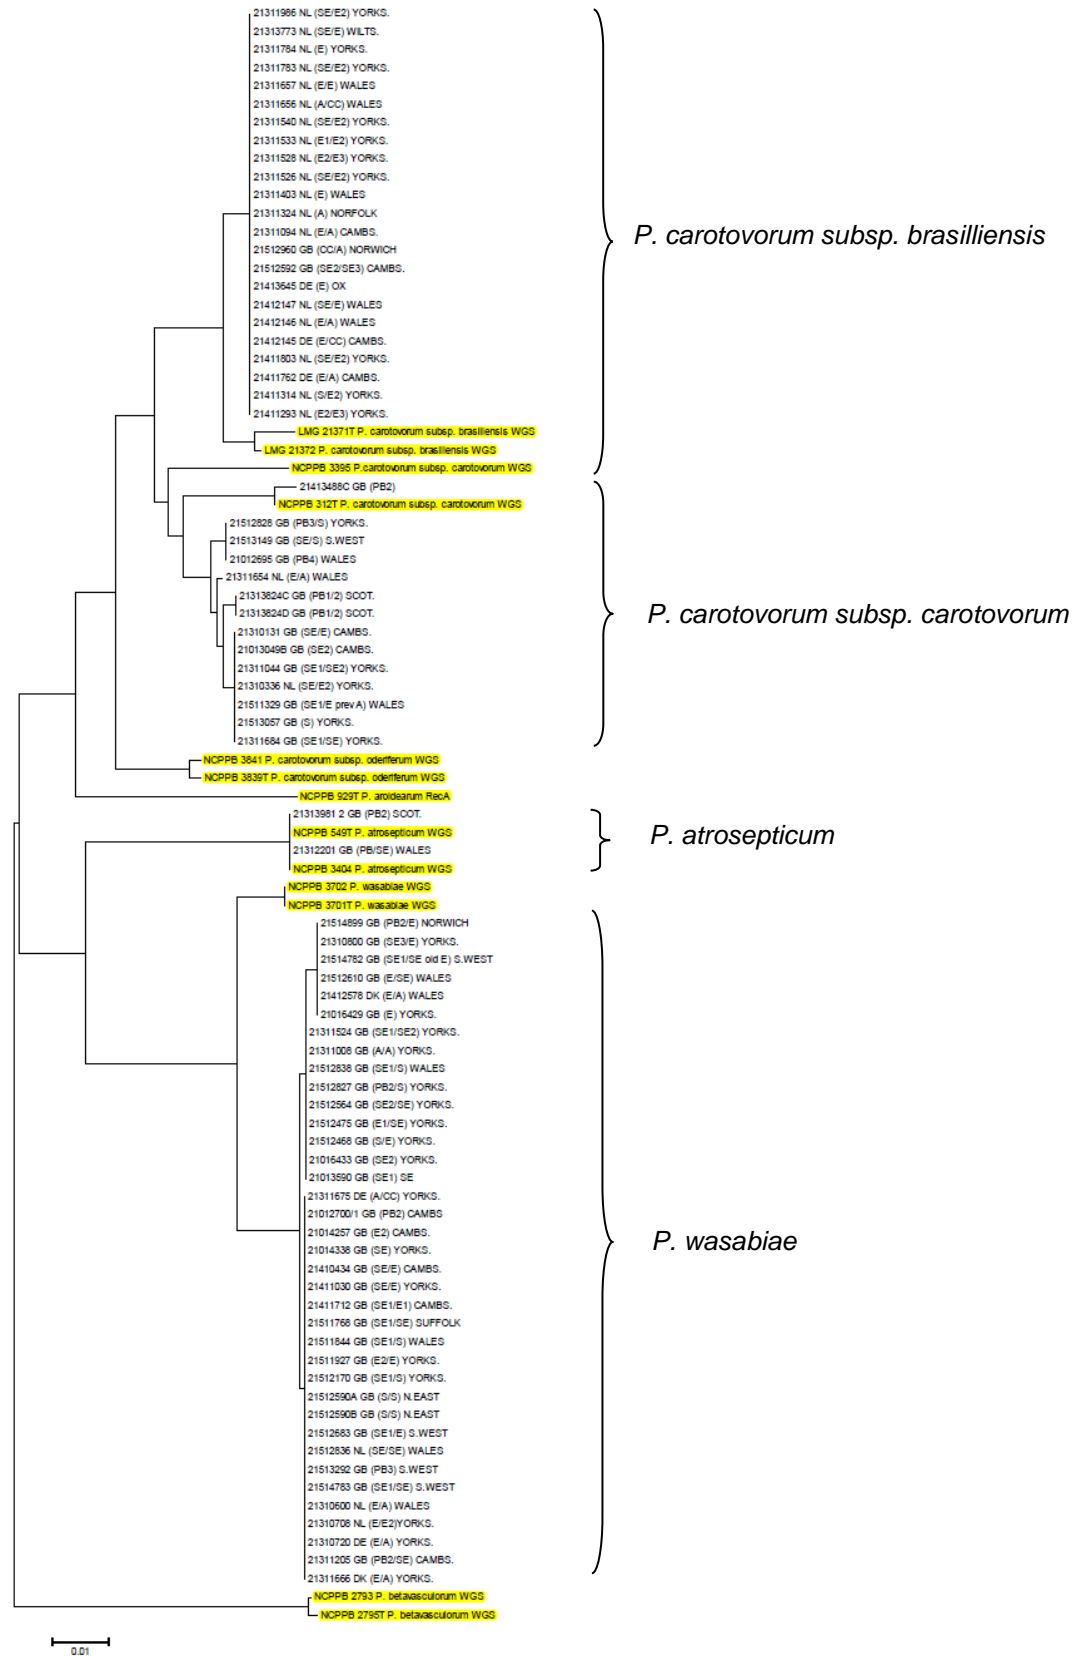 21311986 NL (SE/E2) YORKS.
21313773 NL (SE/E) WILTS.
21311784 NL (E) YORKS.
21311783 NL (SE/E2) YORKS.
21311657 NL (E/E) WALES
21311656 NL (A/CC) WALES
21311540 NL (SE/E2) YORKS.
21311533 NL (E1/E2) YORKS.
21311528 NL (E2/E3) YORKS.
21311526 NL (SE/E2) YORKS.
21311403 NL (E) WALES
21311324 NL (A) NORFOLK
21311094 NL (E/A) CAMBS.
P. carotovorum subsp. brasilliensis
21512960 GB (CC/A) NORWICH
21512592 GB (SE2/SE3) CAMBS.
21413645 DE (E) OX
21412147 NL (SE/E) WALES
21412146 NL (E/A) WALES
21412145 DE (E/CC) CAMBS.
21411803 NL (SE/E2) YORKS.
21411762 DE (E/A) CAMBS.
21411314 NL (S/E2) YORKS.
21411293 NL (E2/E3) YORKS.
LMG 21371T P. carotovorum subsp. brasiliensis WGS
LMG 21372 P. carotovorum subsp. brasiliensis WGS
NCPPB 3395 P.carotovorum subsp. carotovorum WGS
21413488C GB (PB2)
NCPPB 312T P. carotovorum subsp. carotovorum WGS
21512828 GB (PB3/S) YORKS.
21513149 GB (SE/S) S.WEST
21012695 GB (PB4) WALES
21311654 NL (E/A) WALES
21313824C GB (PB1/2) SCOT.
21313824D GB (PB1/2) SCOT.
P. carotovorum subsp. carotovorum
21310131 GB (SE/E) CAMBS.
21013049B GB (SE2) CAMBS.
21311044 GB (SE1/SE2) YORKS.
21310336 NL (SE/E2) YORKS.
21511329 GB (SE1/E prev A) WALES
21513057 GB (S) YORKS.
21311684 GB (SE1/SE) YORKS.
NCPPB 3841 P. carotovorum subsp. oderiferum WGS
NCPPB 3839T P. carotovorum subsp. oderiferum WGS
NCPPB 929T P. aroidearum RecA
21313981 2 GB (PB2) SCOT.
NCPPB 549T P. atrosepticum WGS
P. atrosepticum
21312201 GB (PB/SE) WALES
NCPPB 3404 P. atrosepticum WGS
NCPPB 3702 P. wasabiae WGS
NCPPB 3701T P. wasabiae WGS
21514899 GB (PB2/E) NORWICH
21310800 GB (SE3/E) YORKS.
21514782 GB (SE1/SE old E) S.WEST
21512610 GB (E/SE) WALES
21412578 DK (E/A) WALES
21016429 GB (E) YORKS.
21311524 GB (SE1/SE2) YORKS.
21311008 GB (A/A) YORKS.
21512838 GB (SE1/S) WALES
21512827 GB (PB2/S) YORKS.
21512564 GB (SE2/SE) YORKS.
21512475 GB (E1/SE) YORKS.
21512468 GB (S/E) YORKS.
21016433 GB (SE2) YORKS.
21013590 GB (SE1) SE
21311675 DE (A/CC) YORKS.
21012700/1 GB (PB2) CAMBS
21014257 GB (E2) CAMBS.
P. wasabiae
21014338 GB (SE) YORKS.
21410434 GB (SE/E) CAMBS.
21411030 GB (SE/E) YORKS.
21411712 GB (SE1/E1) CAMBS.
21511768 GB (SE1/SE) SUFFOLK
21511844 GB (SE1/S) WALES
21511927 GB (E2/E) YORKS.
21512170 GB (SE1/S) YORKS.
21512590A GB (S/S) N.EAST
21512590B GB (S/S) N.EAST
21512683 GB (SE1/E) S.WEST
21512836 NL (SE/SE) WALES
21513292 GB (PB3) S.WEST
21514783 GB (SE1/SE) S.WEST
21310600 NL (E/A) WALES
21310708 NL (E/E2)YORKS.
21310720 DE (E/A) YORKS.
21311205 GB (PB2/SE) CAMBS.
21311666 DK (E/A) YORKS.
NCPPB 2793 P. betavasculorum WGS
NCPPB 2795T P. betavasculorum WGS
0.01